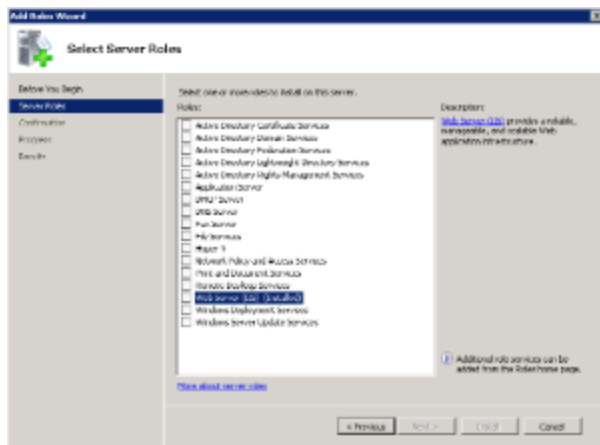 Add Roles Wizard
Select Server Roles
Before You Begin
Server Roles
Confirmation
Progress
Results
Select one or more roles to install on this server.
Roles:
Active Directory Certificate Services
Active Directory Domain Services
Active Directory Federation Services
Active Directory Lightweight Directory Services
Active Directory Rights Management Services
Application Server
DHCP Server
DNS Server
Fax Server
File Services
Hyper-V
Network Policy and Access Services
Print and Document Services
Remote Desktop Services
Web Server (IIS) (Installed)
Windows Deployment Services
Windows Server Update Services
More about server roles
Description:
Web Server (IIS) provides a reliable,
manageable, and scalable Web
application infrastructure.
Additional role services can be
added from the Roles home page.
< Previous
Next >
Install
Cancel